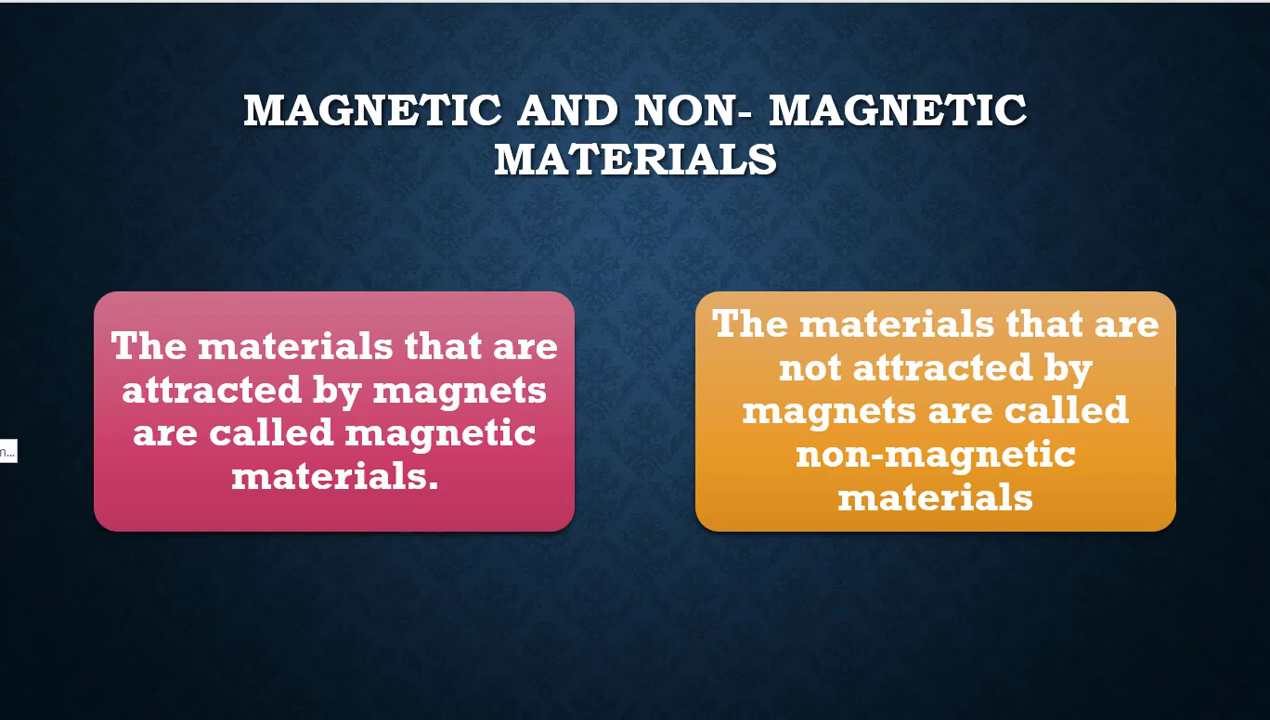 MAGNETIC AND NON- MAGNETIC
MATERIALS
The materials that are
attracted by magnets
are called magnetic
materials.
The materials that are
not attracted by
magnets are called
non-magnetic
materials